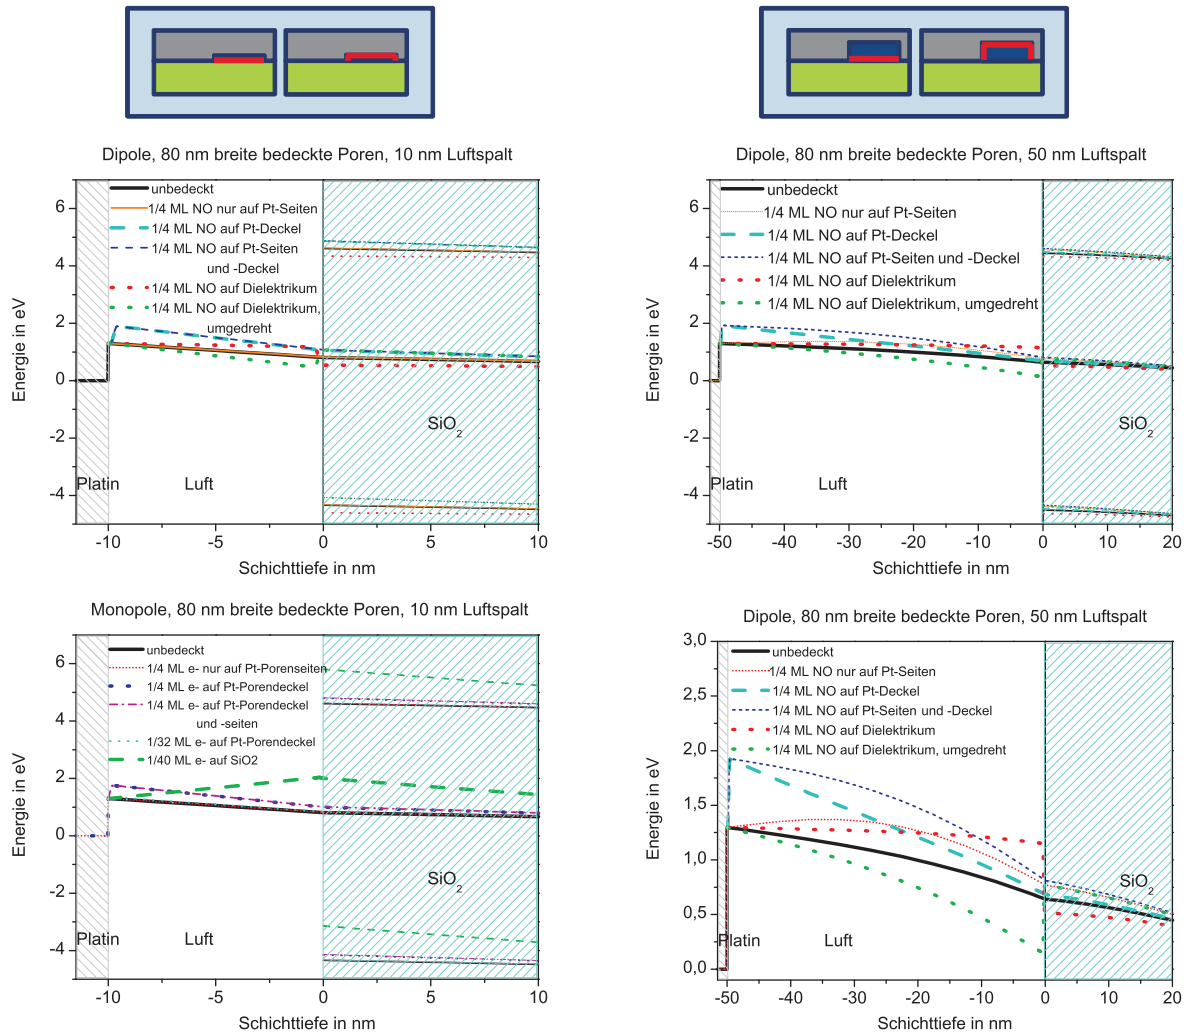 Dipole, 80 nm breite bedeckte Poren, 10 nm Luftspalt
unbedeckt
1/4 ML NO nur auf Pt-Seiten
1/4 ML NO auf Pt-Deckel
1/4 ML NO auf Pt-Seiten
und -Deckel
1/4 ML NO auf Dielektrikum
1/4 ML NO auf Dielektrikum,
umgedreht
Energie in eV
6
4
2
0
-2
-4
Platin
Luft
SiO2
-10
-5
0
5
10
Schichttiefe in nm
Dipole, 80 nm breite bedeckte Poren, 50 nm Luftspalt
unbedeckt
1/4 ML NO nur auf Pt-Seiten
1/4 ML NO auf Pt-Deckel
1/4 ML NO auf Pt-Seiten und -Deckel
1/4 ML NO auf Dielektrikum
1/4 ML NO auf Dielektrikum, umgedreht
Energie in eV
6
4
2
0
-2
-4
Platin
Luft
SiO2
-50
-40
-30
-20
-10
0
10
20
Schichttiefe in nm
Monopole, 80 nm breite bedeckte Poren, 10 nm Luftspalt
unbedeckt
1/4 ML e- nur auf Pt-Porenseiten
1/4 ML e- auf Pt-Porendeckel
1/4 ML e- auf Pt-Porendeckel
und -seiten
1/32 ML e- auf Pt-Porendeckel
1/40 ML e- auf SiO2
Energie in eV
6
4
2
0
-2
-4
Platin
Luft
SiO2
-10
-5
0
5
10
Schichttiefe in nm
Dipole, 80 nm breite bedeckte Poren, 50 nm Luftspalt
unbedeckt
1/4 ML NO nur auf Pt-Seiten
1/4 ML NO auf Pt-Deckel
1/4 ML NO auf Pt-Seiten und -Deckel
1/4 ML NO auf Dielektrikum
1/4 ML NO auf Dielektrikum, umgedreht
Energie in eV
3,0
2,5
2,0
1,5
1,0
0,5
0,0
Platin
Luft
SiO2
-50
-40
-30
-20
-10
0
10
20
Schichttiefe in nm